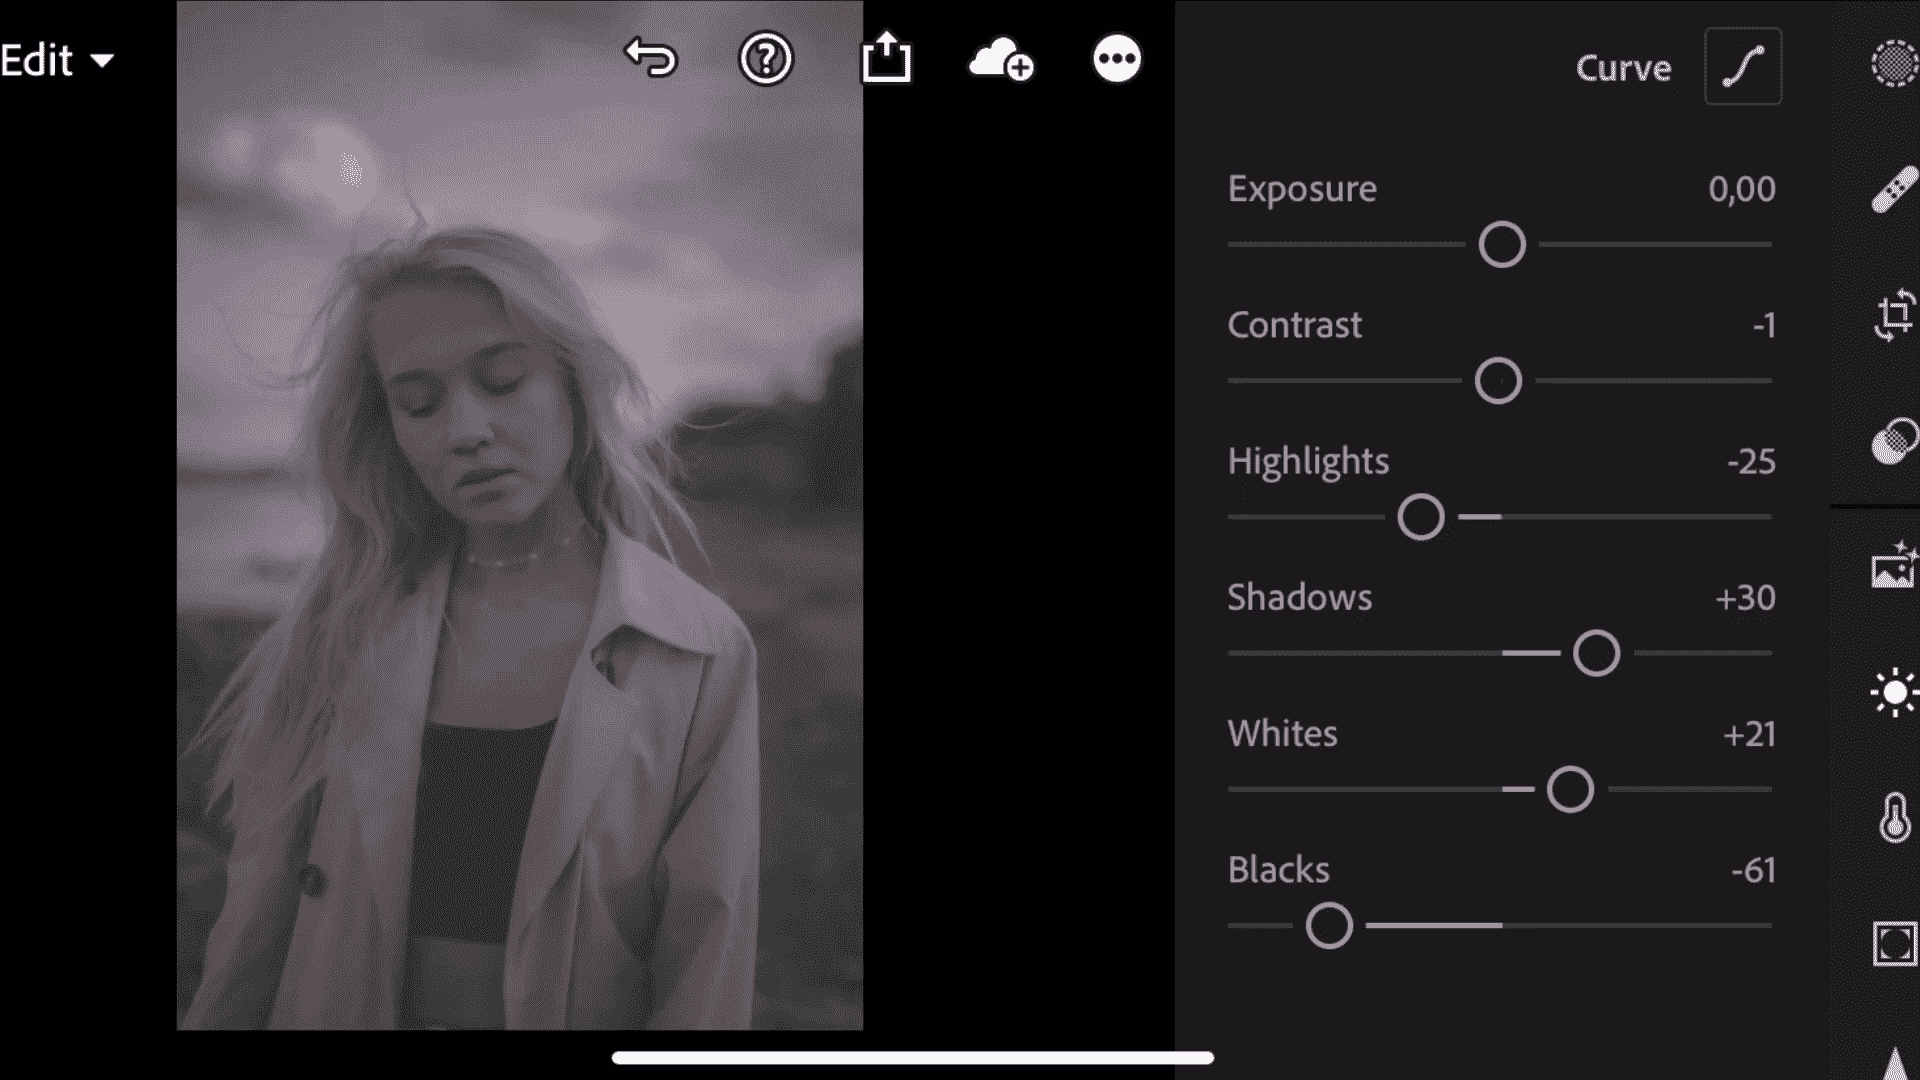 Edit
Curve
Exposure 0,00
Contrast -1
Highlights -25
Shadows +30
Whites +21
Blacks -61